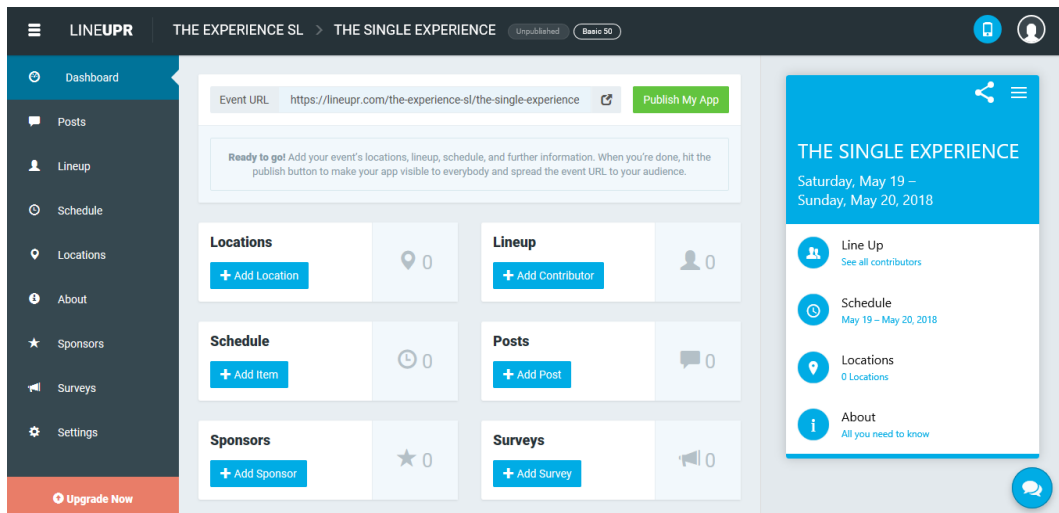 LINEUPR
THE EXPERIENCE SL > THE SINGLE EXPERIENCE Unpublished Basic 50
Dashboard
Posts
Lineup
Schedule
Locations
About
Sponsors
Surveys
Settings
Upgrade Now
Event URL https://lineupr.com/the-experience-sl/the-single-experience Publish My App
Ready to go! Add your event's locations, lineup, schedule, and further information. When you're done, hit the
publish button to make your app visible to everybody and spread the event URL to your audience.
Locations
+ Add Location
0
Lineup
+ Add Contributor
0
Schedule
+ Add Item
0
Posts
+ Add Post
0
Sponsors
+ Add Sponsor
0
Surveys
+ Add Survey
0
THE SINGLE EXPERIENCE
Saturday, May 19 –
Sunday, May 20, 2018
Line Up
See all contributors
Schedule
May 19 – May 20, 2018
Locations
0 Locations
About
All you need to know